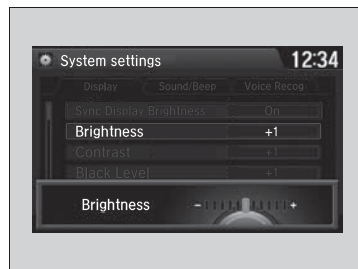 System settings
12:34
Display Sound/Beep Voice Recog
Sync Display Brightness On
Brightness +1
Contrast +1
Black Level +1
Brightness - +